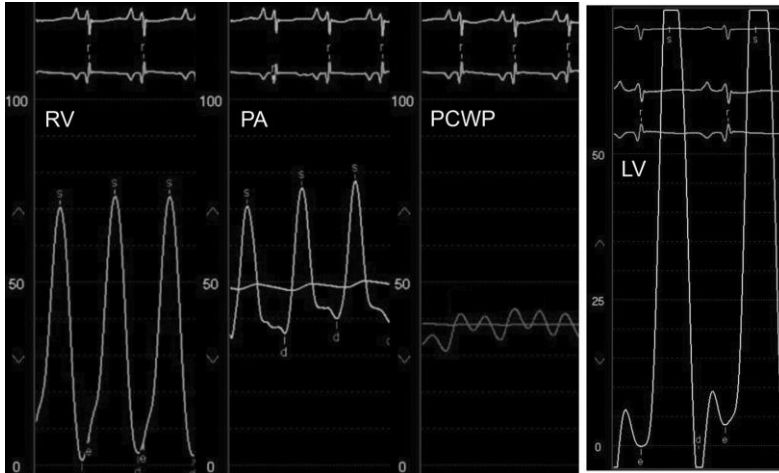 r r r r r r
s s
100 100 100
RV PA PCWP
r r
50
LV
s s s s s s
50 50 50
25
d d
e e
d
e e
0 0 0 0